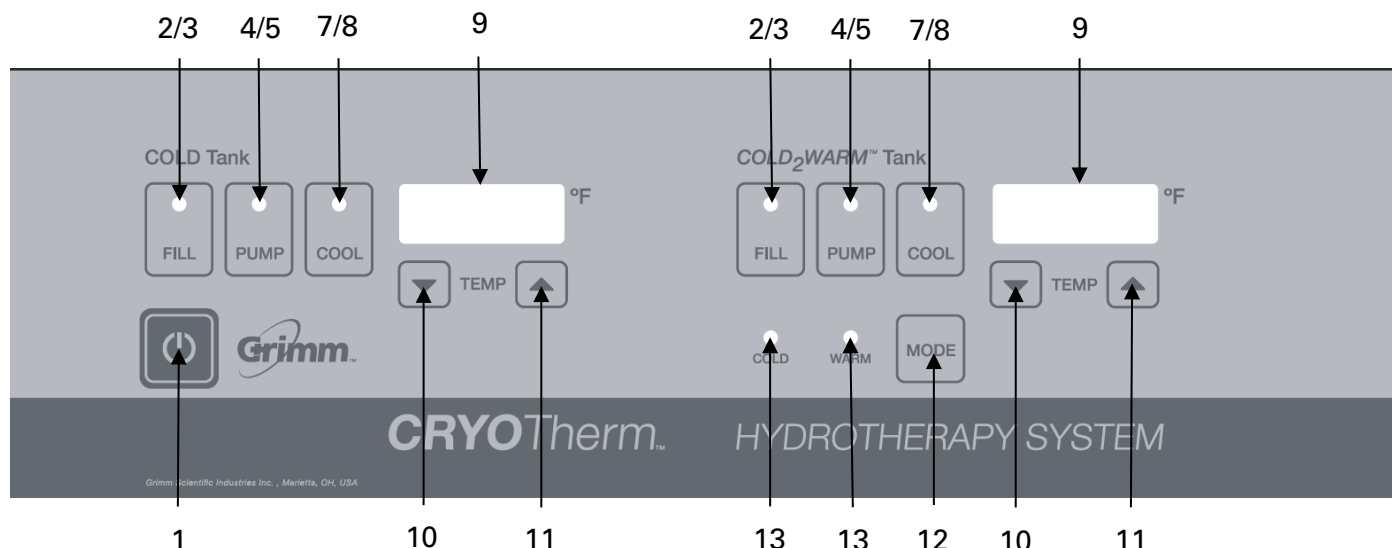 2/3 4/5 7/8 9 2/3 4/5 7/8 9
COLD Tank COLD2WARM™ Tank
ºF ºF
FILL PUMP COOL FILL PUMP COOL
TEMP TEMP
Grimm™ COLD WARM MODE
CRYOTherm™ HYDROTHERAPY SYSTEM
Grimm Scientific Industries Inc. , Marietta, OH, USA
1 10 11 13 13 12 10 11